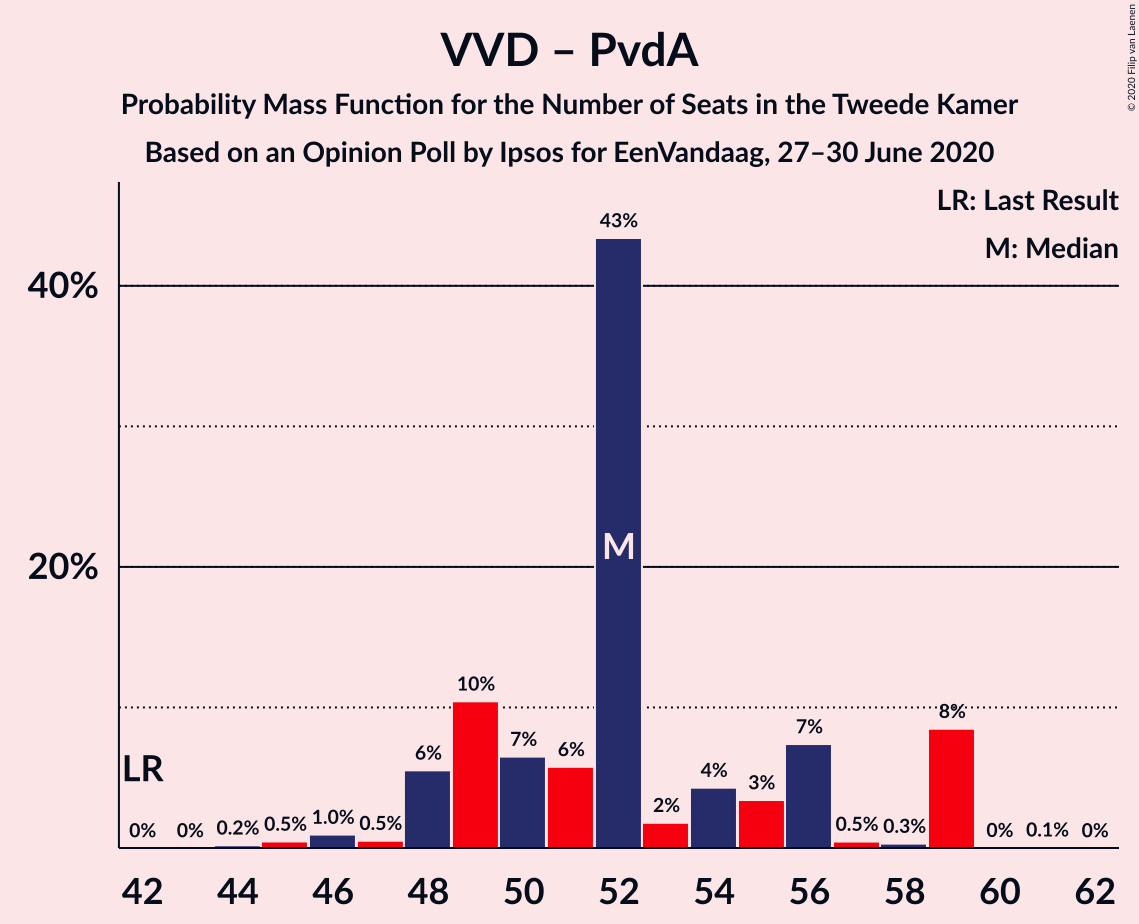 VVD – PvdA
Probability Mass Function for the Number of Seats in the Tweede Kamer
Based on an Opinion Poll by Ipsos for EenVandaag, 27–30 June 2020
© 2020 Filip van Laenen
LR: Last Result
M: Median
43%
40%
M
20%
10%
8%
7%
7%
6%
6%
4%
3%
2%
LR
0%
0%
0.2%
0.5%
1.0%
0.5%
0.5%
0.3%
0%
0.1%
0%
42 44 46 48 50 52 54 56 58 60 62